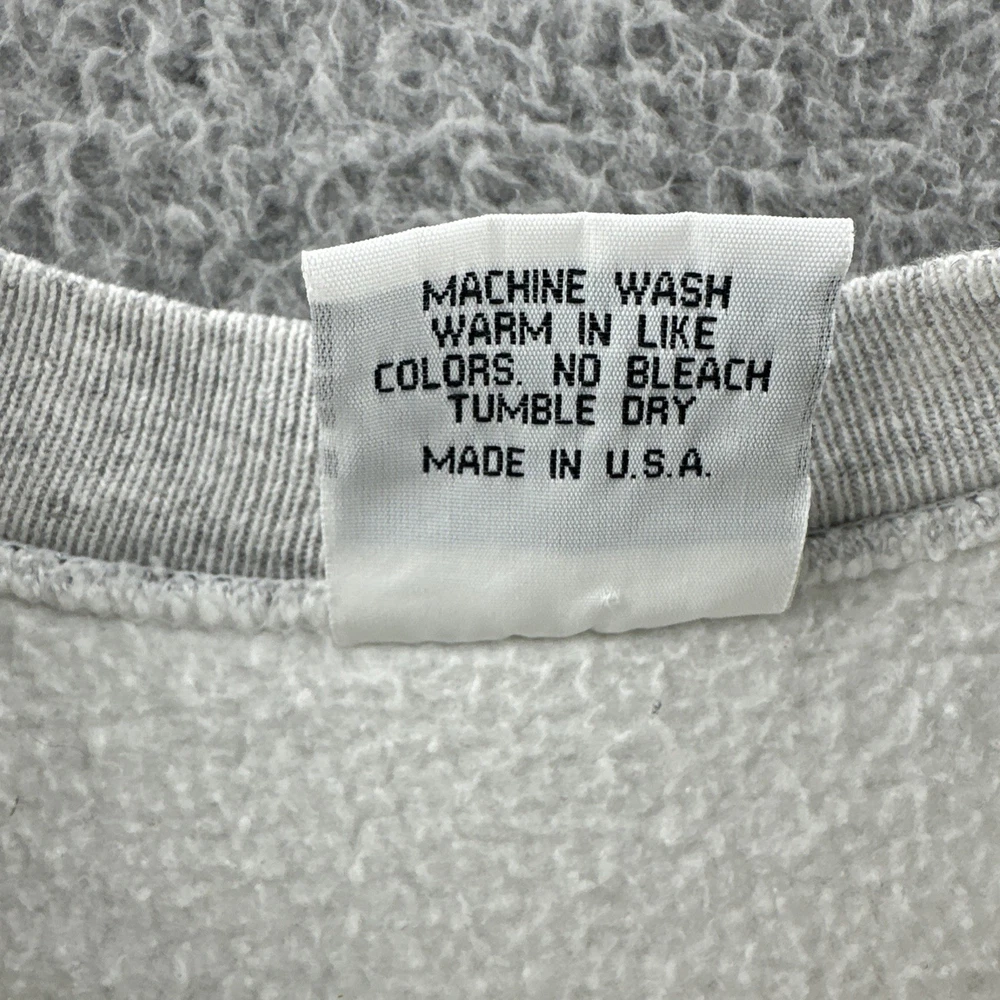 MACHINE WASH
WARM IN LIKE
COLORS. NO BLEACH
TUMBLE DRY
MADE IN U.S.A.